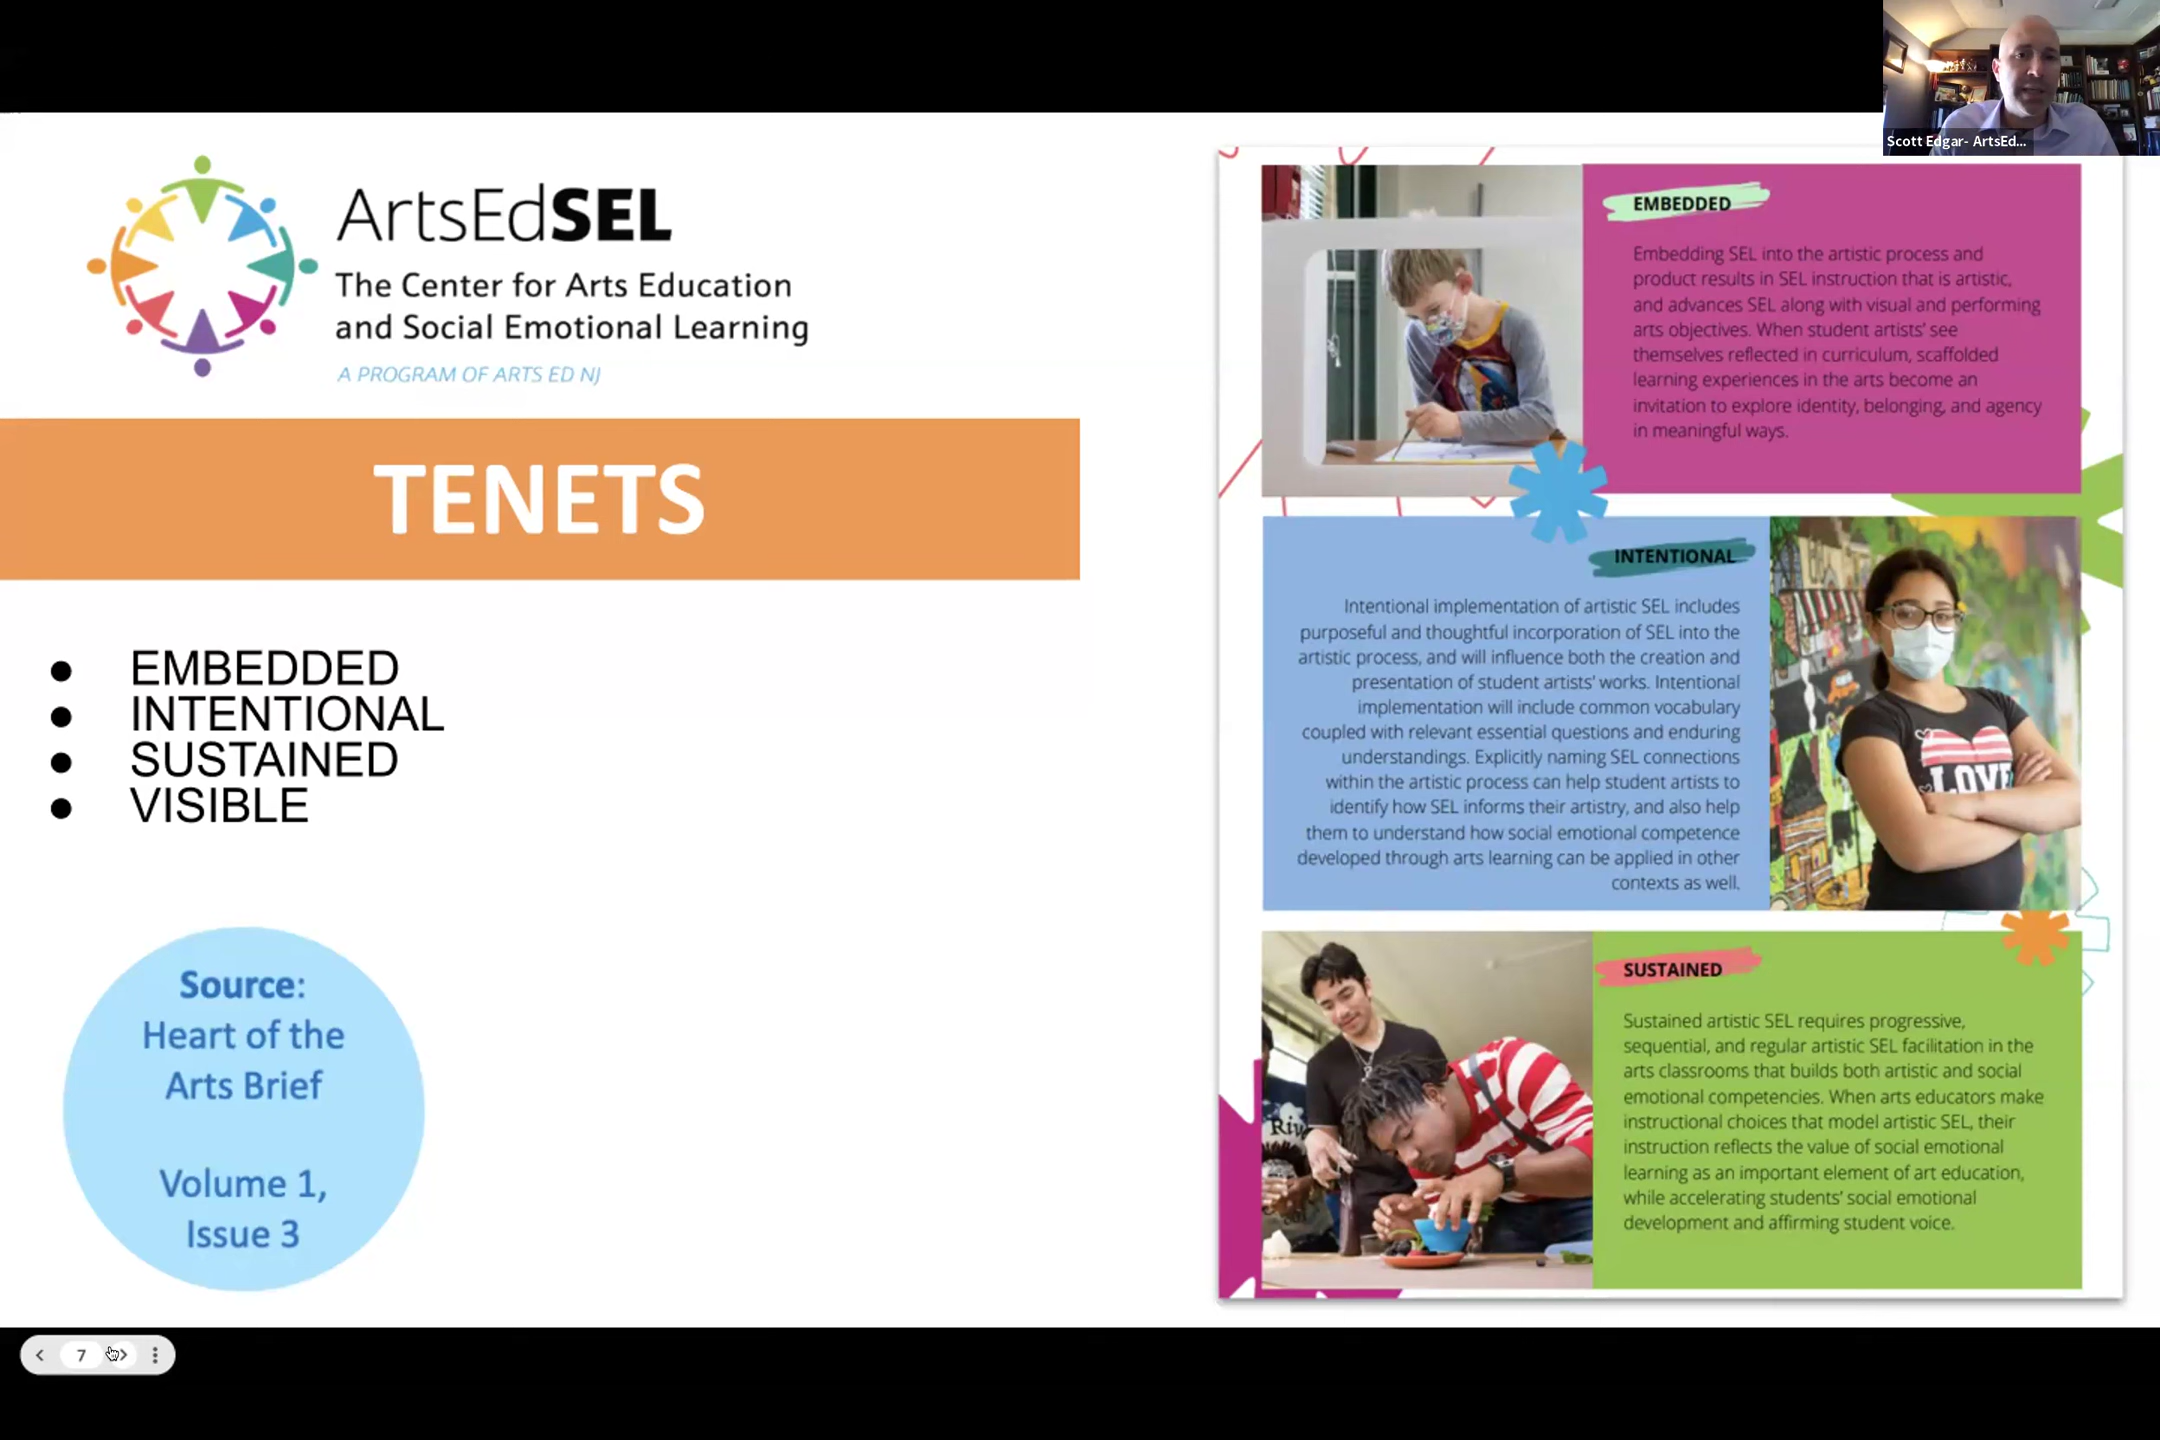 Scott Edgar- ArtsEd...
ArtsEdSEL
The Center for Arts Education
and Social Emotional Learning
A PROGRAM OF ARTS ED NJ
TENETS
● EMBEDDED
● INTENTIONAL
● SUSTAINED
● VISIBLE
Source:
Heart of the
Arts Brief
Volume 1,
Issue 3
EMBEDDED
Embedding SEL into the artistic process and
product results in SEL instruction that is artistic,
and advances SEL along with visual and performing
arts objectives. When student artists' see
themselves reflected in curriculum, scaffolded
learning experiences in the arts become an
invitation to explore identity, belonging, and agency
in meaningful ways.
INTENTIONAL
Intentional implementation of artistic SEL includes
purposeful and thoughtful incorporation of SEL into the
artistic process, and will influence both the creation and
presentation of student artists' works. Intentional
implementation will include common vocabulary
coupled with relevant essential questions and enduring
understandings. Explicitly naming SEL connections
within the artistic process can help student artists to
identify how SEL informs their artistry, and also help
them to understand how social emotional competence
developed through arts learning can be applied in other
contexts as well.
LOVE
SUSTAINED
Sustained artistic SEL requires progressive,
sequential, and regular artistic SEL facilitation in the
arts classrooms that builds both artistic and social
emotional competencies. When arts educators make
instructional choices that model artistic SEL, their
instruction reflects the value of social emotional
learning as an important element of art education,
while accelerating students' social emotional
development and affirming student voice.
Riv
7